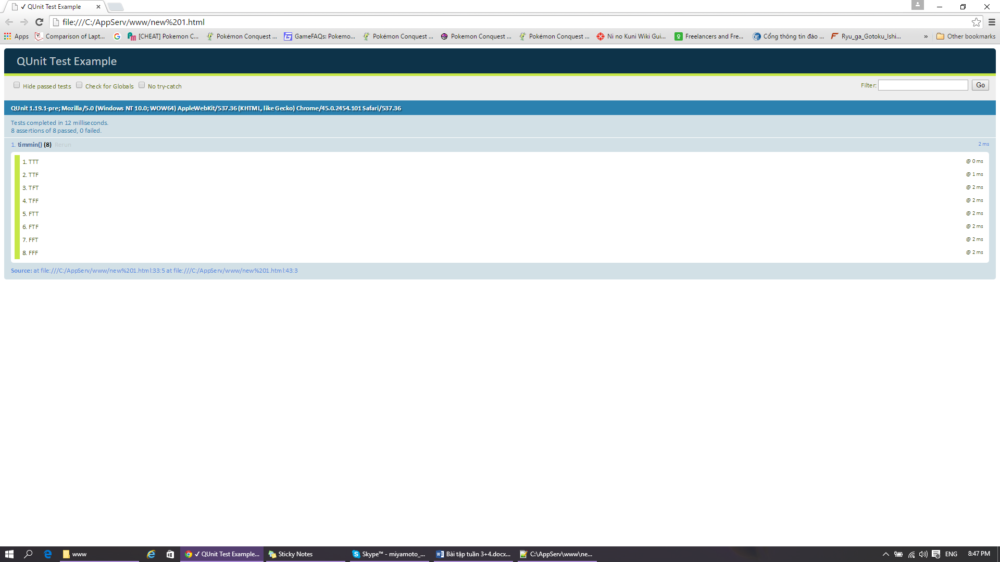 ✓ QUnit Test Example
file:///C:/AppServ/www/new%201.html
Apps Comparison of Lapt... [CHEAT] Pokemon C... Pokémon Conquest ... GameFAQs: Pokemo... Pokémon Conquest ... Pokemon Conquest ... Pokémon Conquest ... Ni no Kuni Wiki Gui... Freelancers and Fre... Cổng thông tin đào ... Ryu_ga_Gotoku_Ishi... » Other bookmarks
QUnit Test Example
Hide passed tests Check for Globals No try-catch Filter: Go
QUnit 1.19.1-pre; Mozilla/5.0 (Windows NT 10.0; WOW64) AppleWebKit/537.36 (KHTML, like Gecko) Chrome/45.0.2454.101 Safari/537.36
Tests completed in 12 milliseconds.
8 assertions of 8 passed, 0 failed.
1. timmin() (8) Rerun 2 ms
1. TTT @ 0 ms
2. TTF @ 1 ms
3. TFT @ 2 ms
4. TFF @ 2 ms
5. FTT @ 2 ms
6. FTF @ 2 ms
7. FFT @ 2 ms
8. FFF @ 2 ms
Source: at file:///C:/AppServ/www/new%201.html:33:5 at file:///C:/AppServ/www/new%201.html:43:3
www ✓ QUnit Test Example... Sticky Notes Skype™ - miyamoto_... Bài tập tuần 3+4.docx... C:\AppServ\www\ne... ENG 8:47 PM